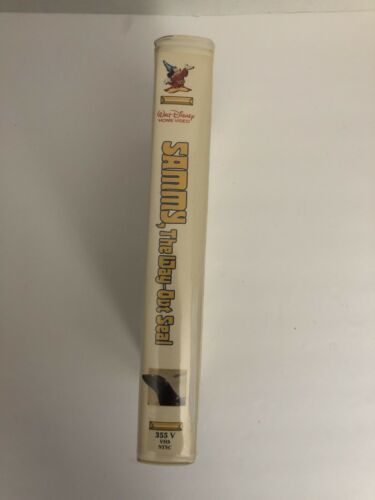 Walt Disney
HOME VIDEO
SAMMY, The Way-Out Seal
355 V
VHS
NTSC